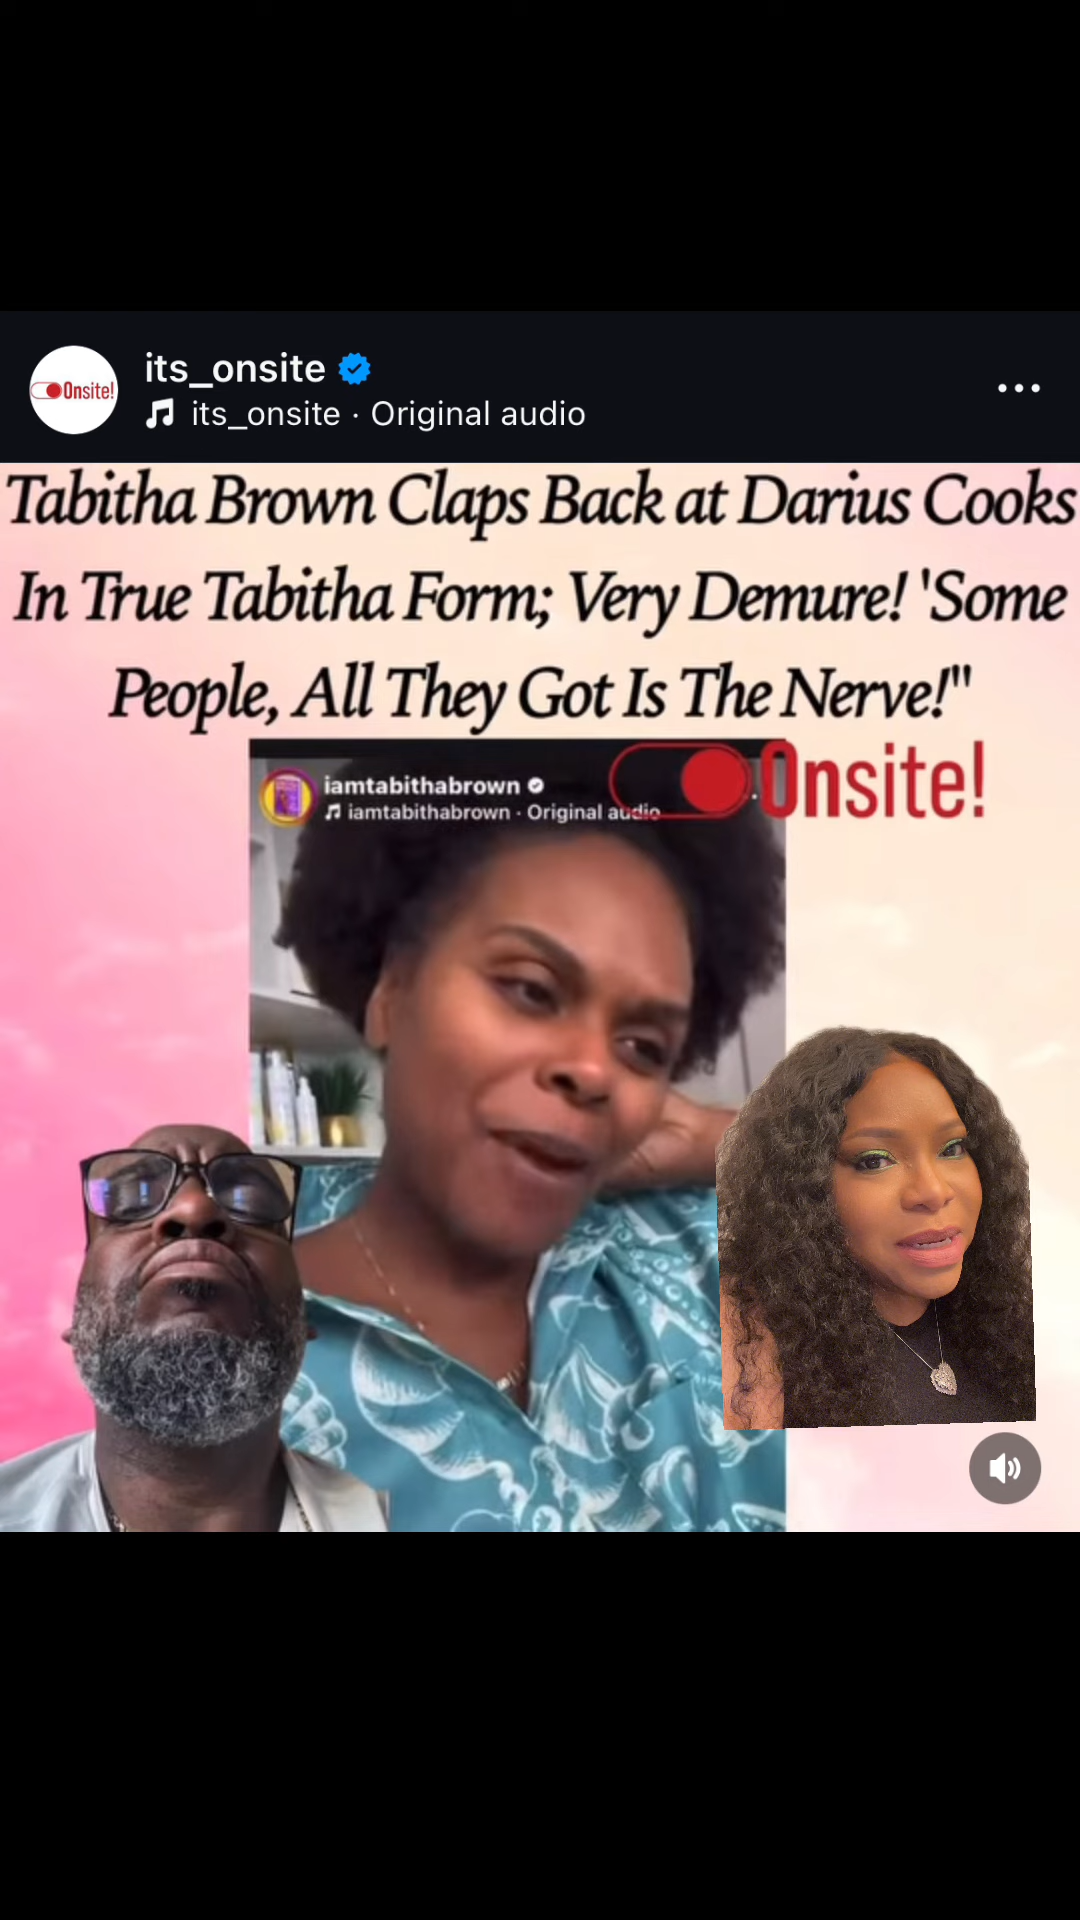 Onsite!
its_onsite
its_onsite · Original audio
Tabitha Brown Claps Back at Darius Cooks
In True Tabitha Form; Very Demure! 'Some
People, All They Got Is The Nerve!"
Onsite!
iamtabithabrown
iamtabithabrown · Original audio